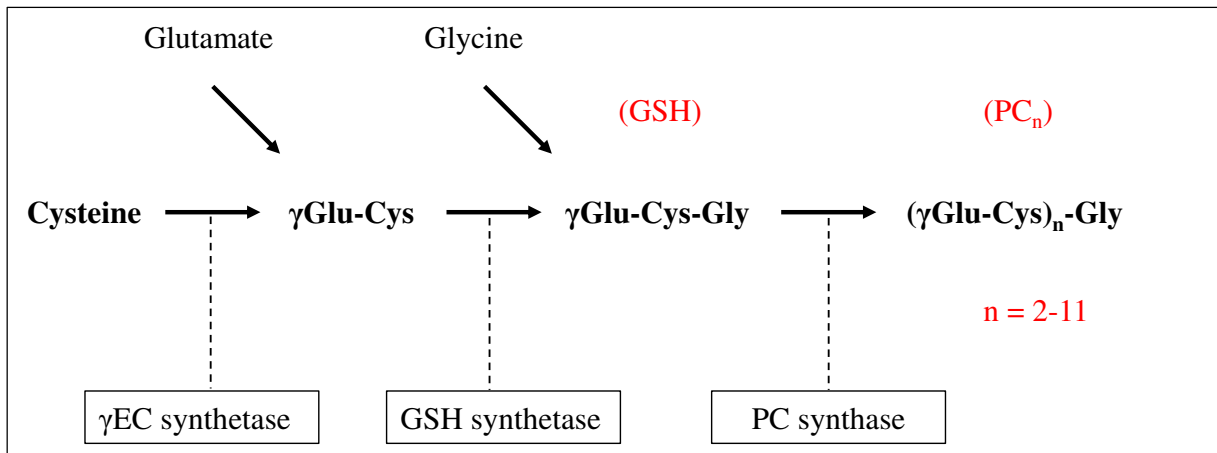 Glutamate
Glycine
(GSH)
(PCn)
Cysteine
γGlu-Cys
γGlu-Cys-Gly
(γGlu-Cys)n-Gly
n = 2-11
γEC synthetase
GSH synthetase
PC synthase